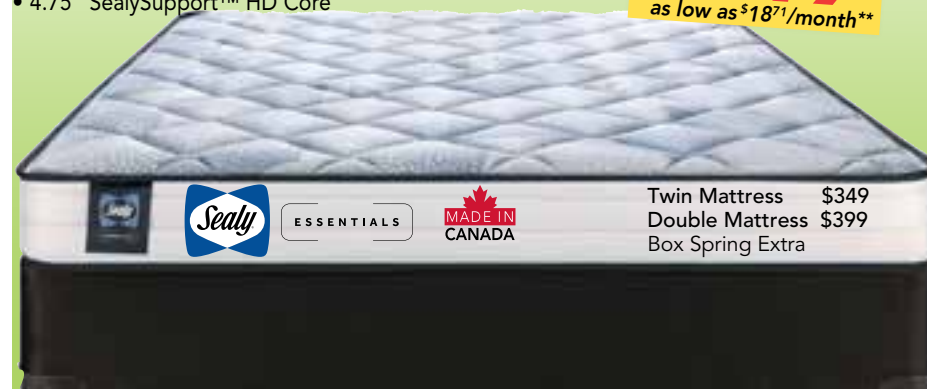 • 4.75" SealySupport™ HD Core
as low as $18⁷¹/month**
Sealy
Sealy
ESSENTIALS
MADE IN
CANADA
Twin Mattress $349
Double Mattress $399
Box Spring Extra